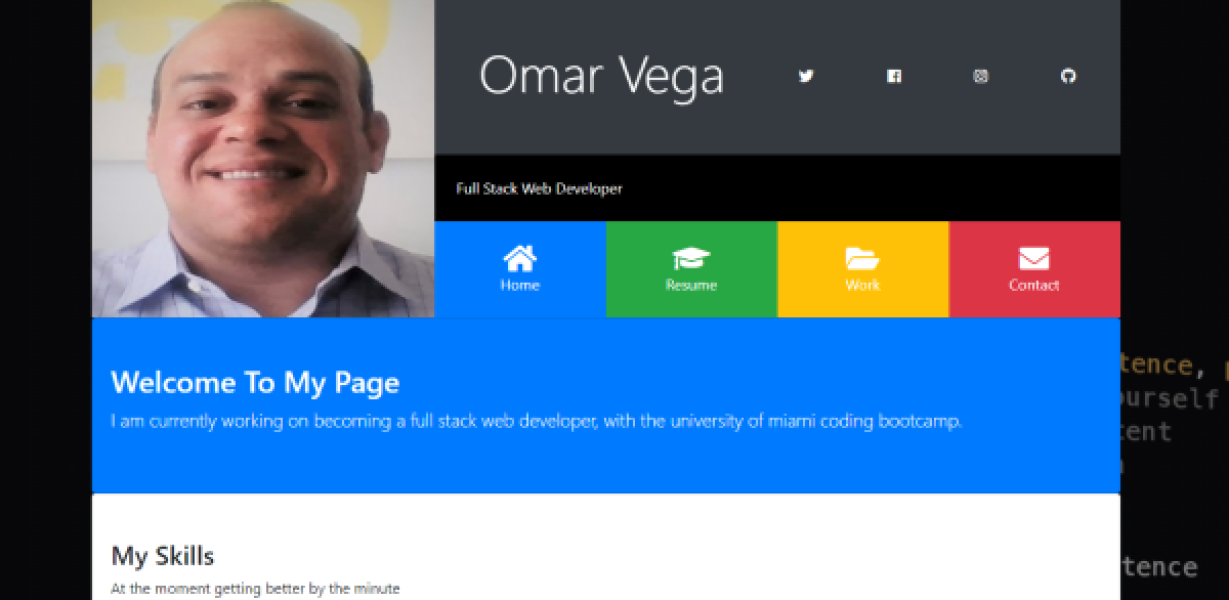 Omar Vega
Full Stack Web Developer
Home
Resume
Work
Contact
Welcome To My Page
I am currently working on becoming a full stack web developer, with the university of miami coding bootcamp.
tence,
ourself
tent
My Skills
At the moment getting better by the minute
tence